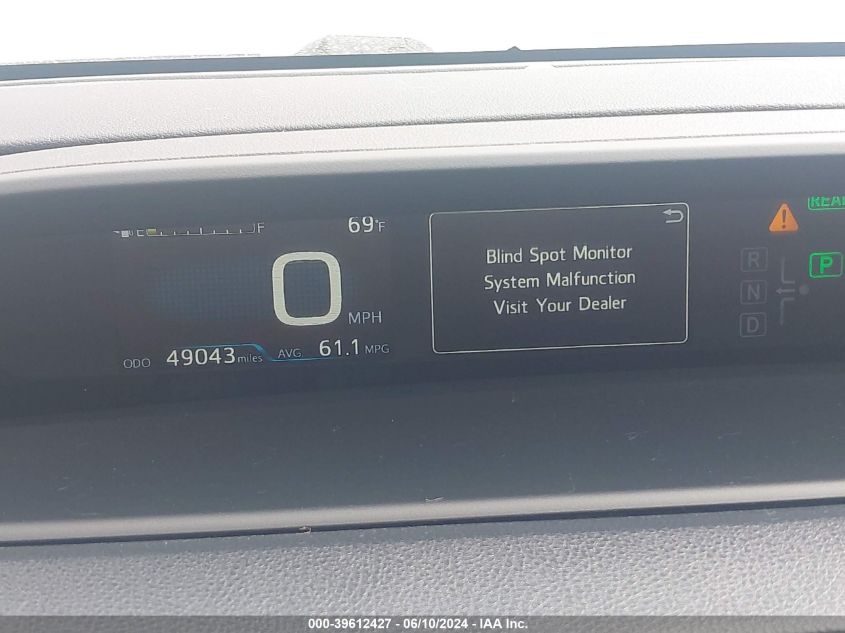 E F
69°F
0
MPH
ODO 49043 miles AVG. 61.1 MPG
Blind Spot Monitor
System Malfunction
Visit Your Dealer
R
N
D
P
000-39612427 - 06/10/2024 - IAA Inc.